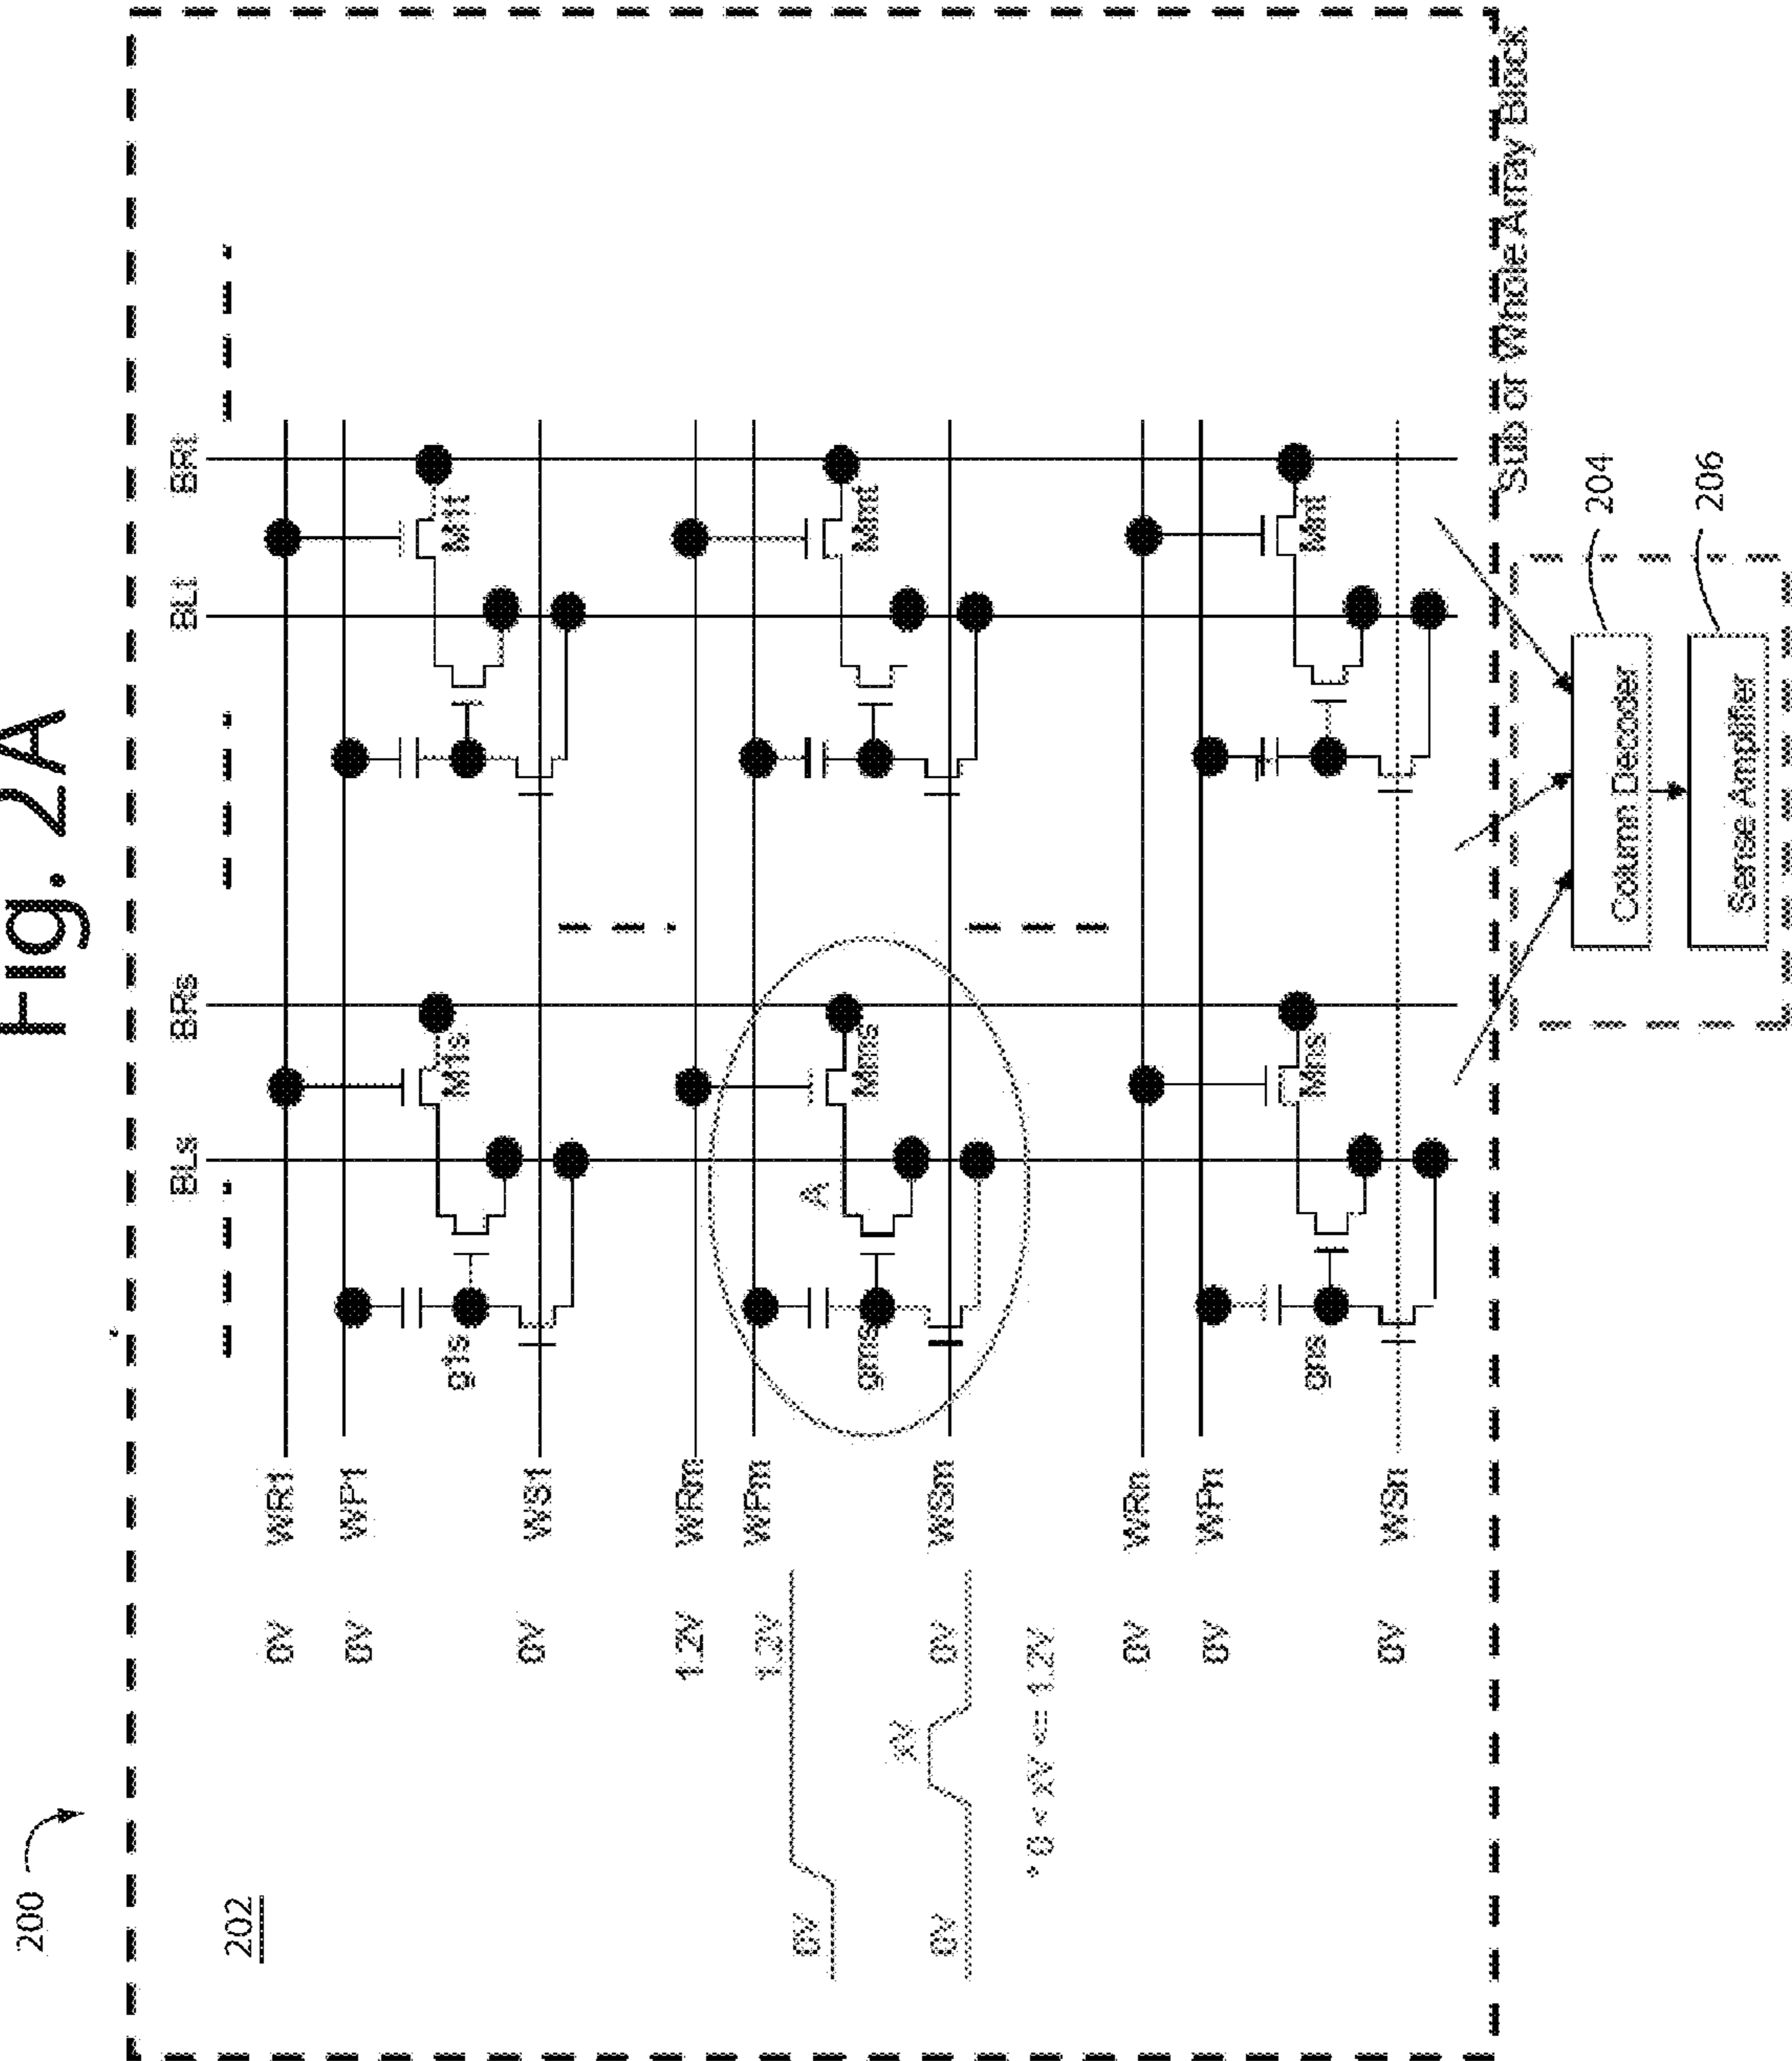 Fig. 2A
200
202
BLs
BRs
BLt
BRt
0V
WR1
0V
WP1
M1s
M1t
g1s
0V
WS1
1.2V
WRm
0V
1.2V
WPm
A
Mms
Mmt
gms
0V
xV
0V
WSm
* 0 < xV <= 1.2V
0V
WRn
0V
WPn
Mns
Mnt
gns
0V
WSn
Sub or Whole Array Block
Column Decoder
204
Sense Amplifier
206